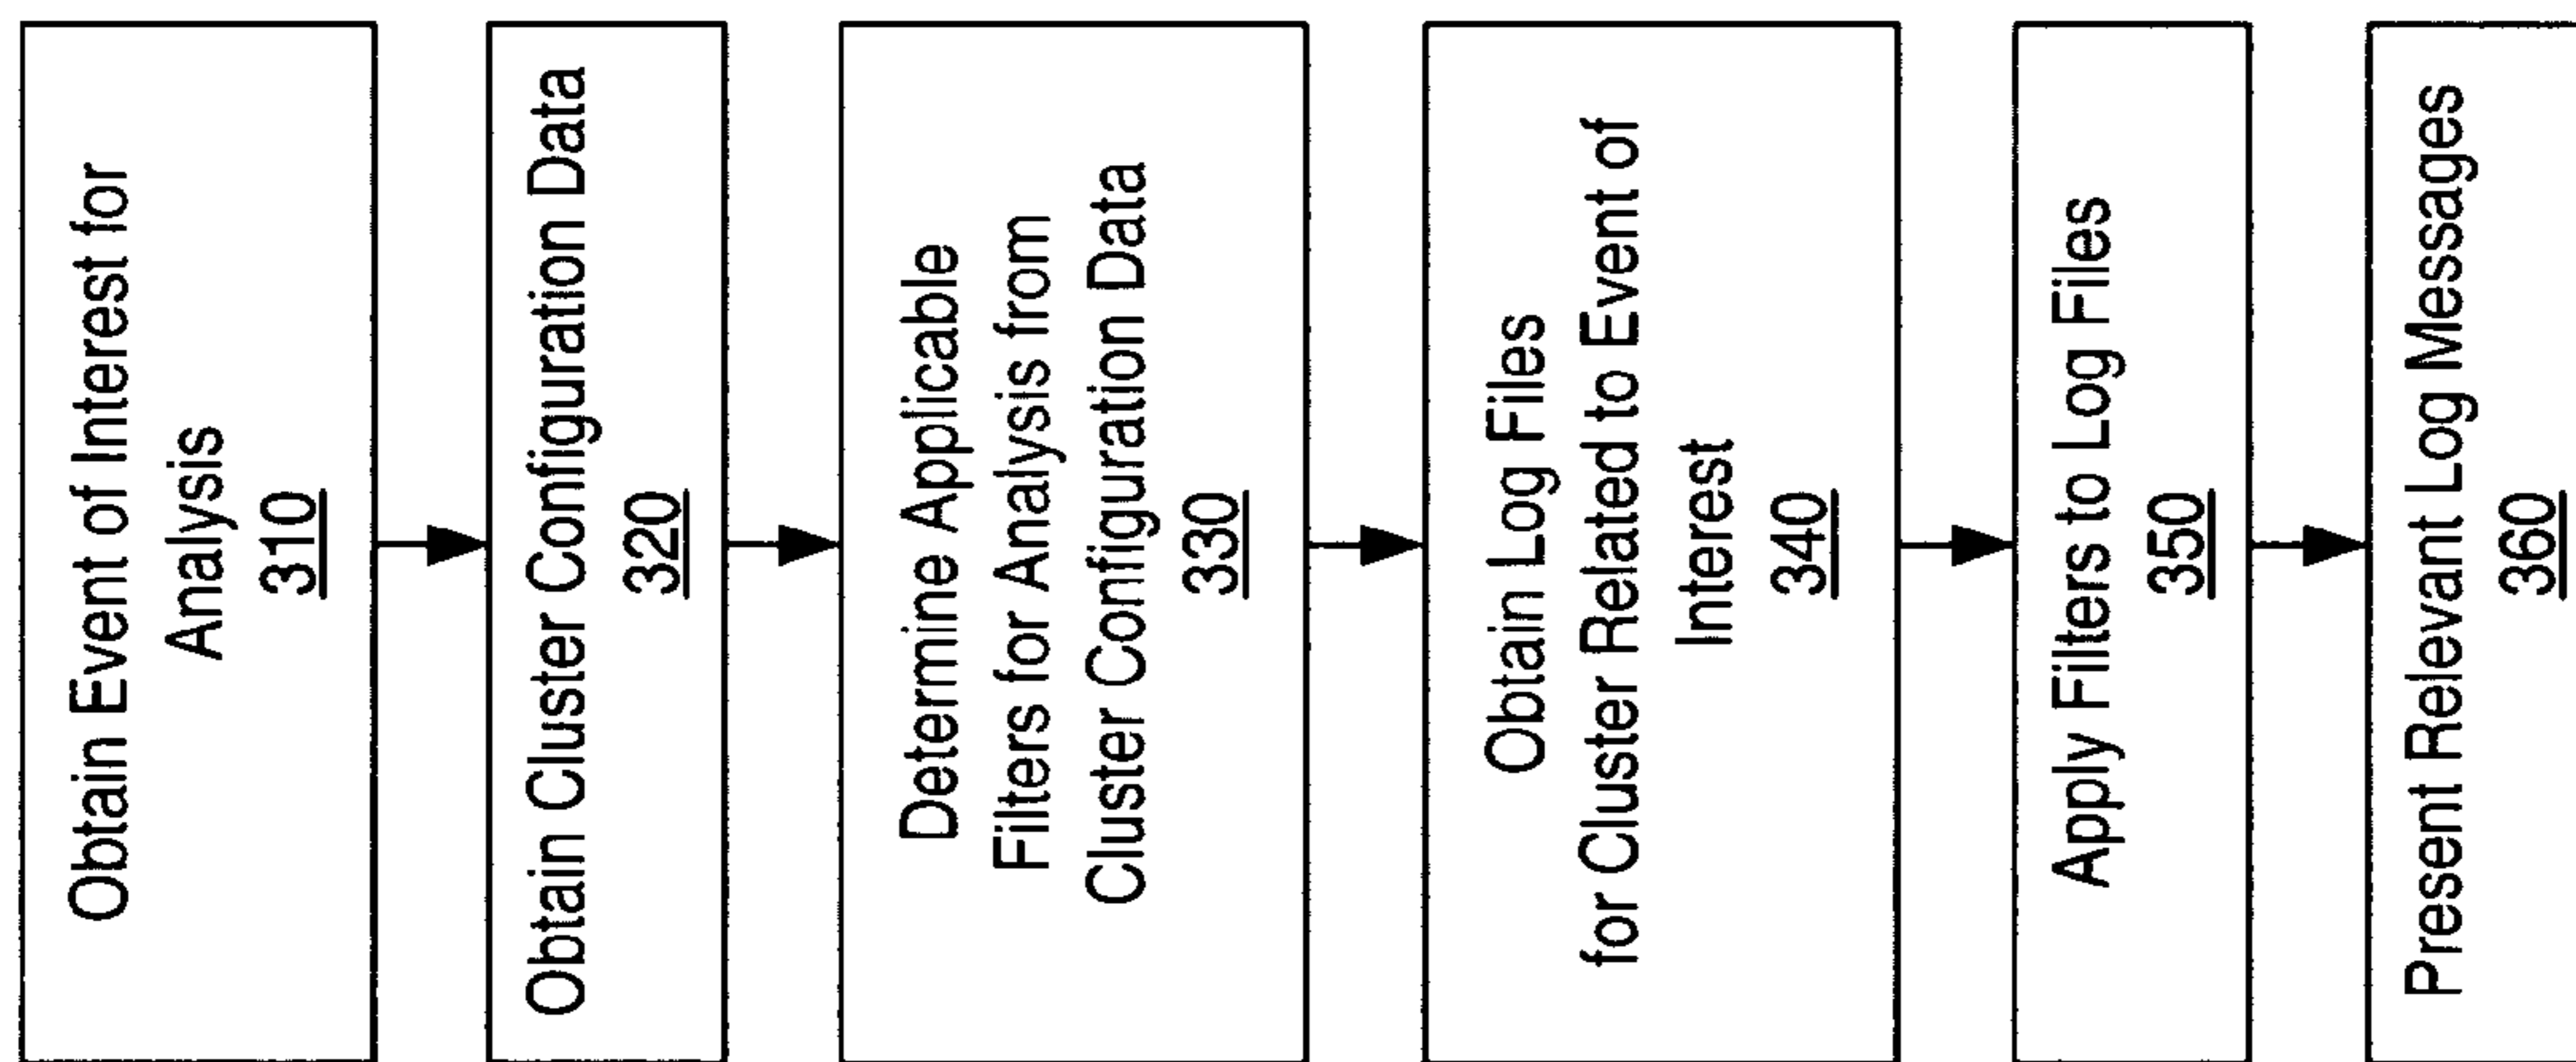 Obtain Event of Interest for
Analysis
310
Obtain Cluster Configuration Data
320
Determine Applicable
Filters for Analysis from
Cluster Configuration Data
330
Obtain Log Files
for Cluster Related to Event of
Interest
340
Apply Filters to Log Files
350
Present Relevant Log Messages
360